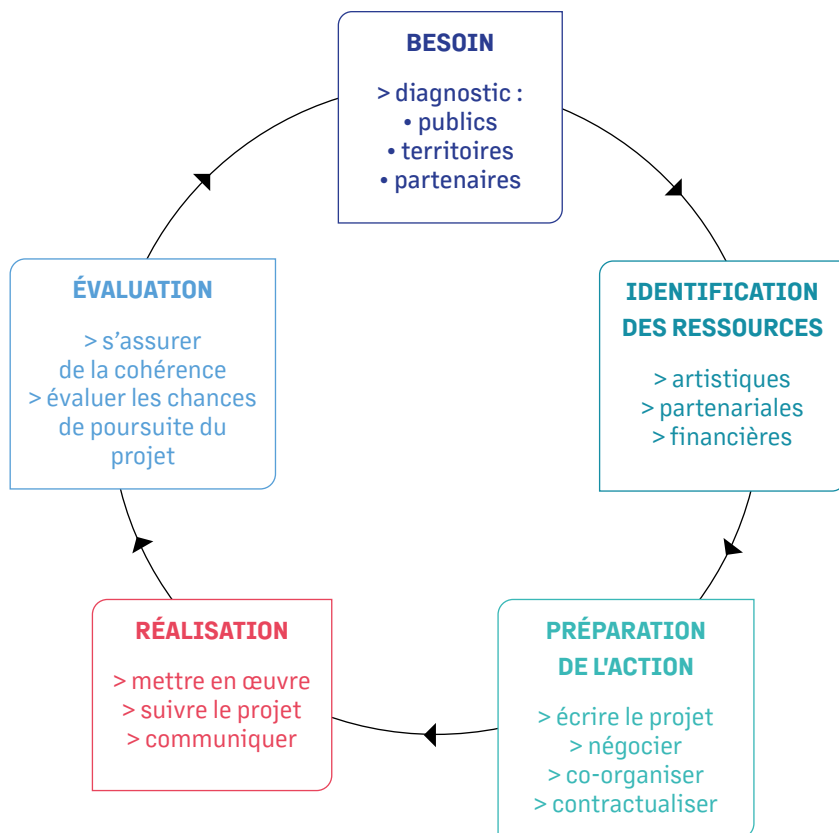 BESOIN
> diagnostic :
• publics
• territoires
• partenaires
IDENTIFICATION
DES RESSOURCES
> artistiques
> partenariales
> financières
PRÉPARATION
DE L'ACTION
> écrire le projet
> négocier
> co-organiser
> contractualiser
RÉALISATION
> mettre en œuvre
> suivre le projet
> communiquer
ÉVALUATION
> s’assurer
de la cohérence
> évaluer les chances
de poursuite du
projet